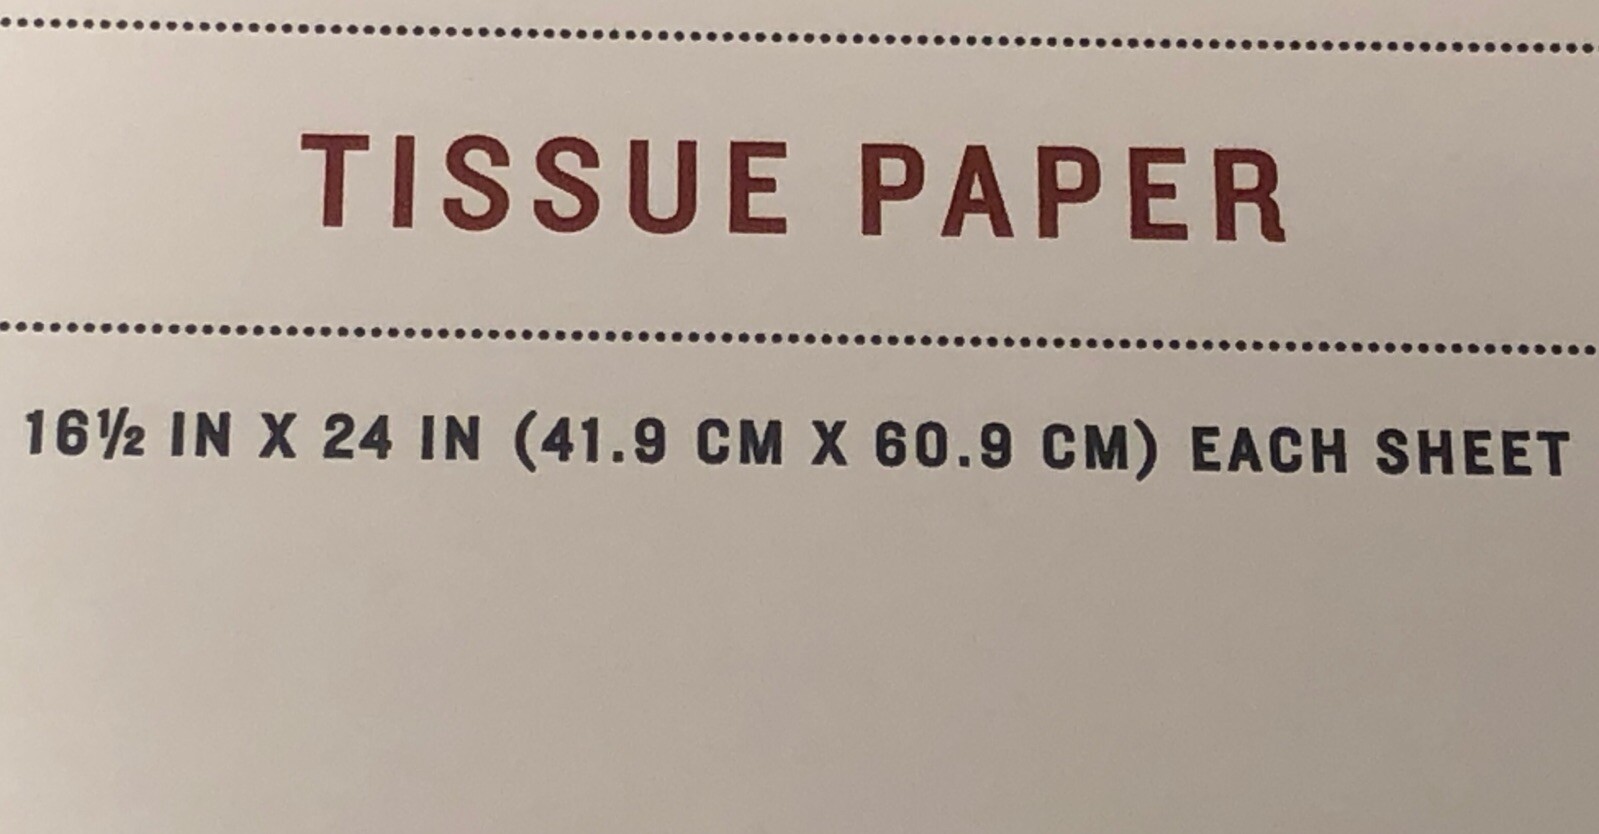 TISSUE PAPER
16½ IN X 24 IN (41.9 CM X 60.9 CM) EACH SHEET